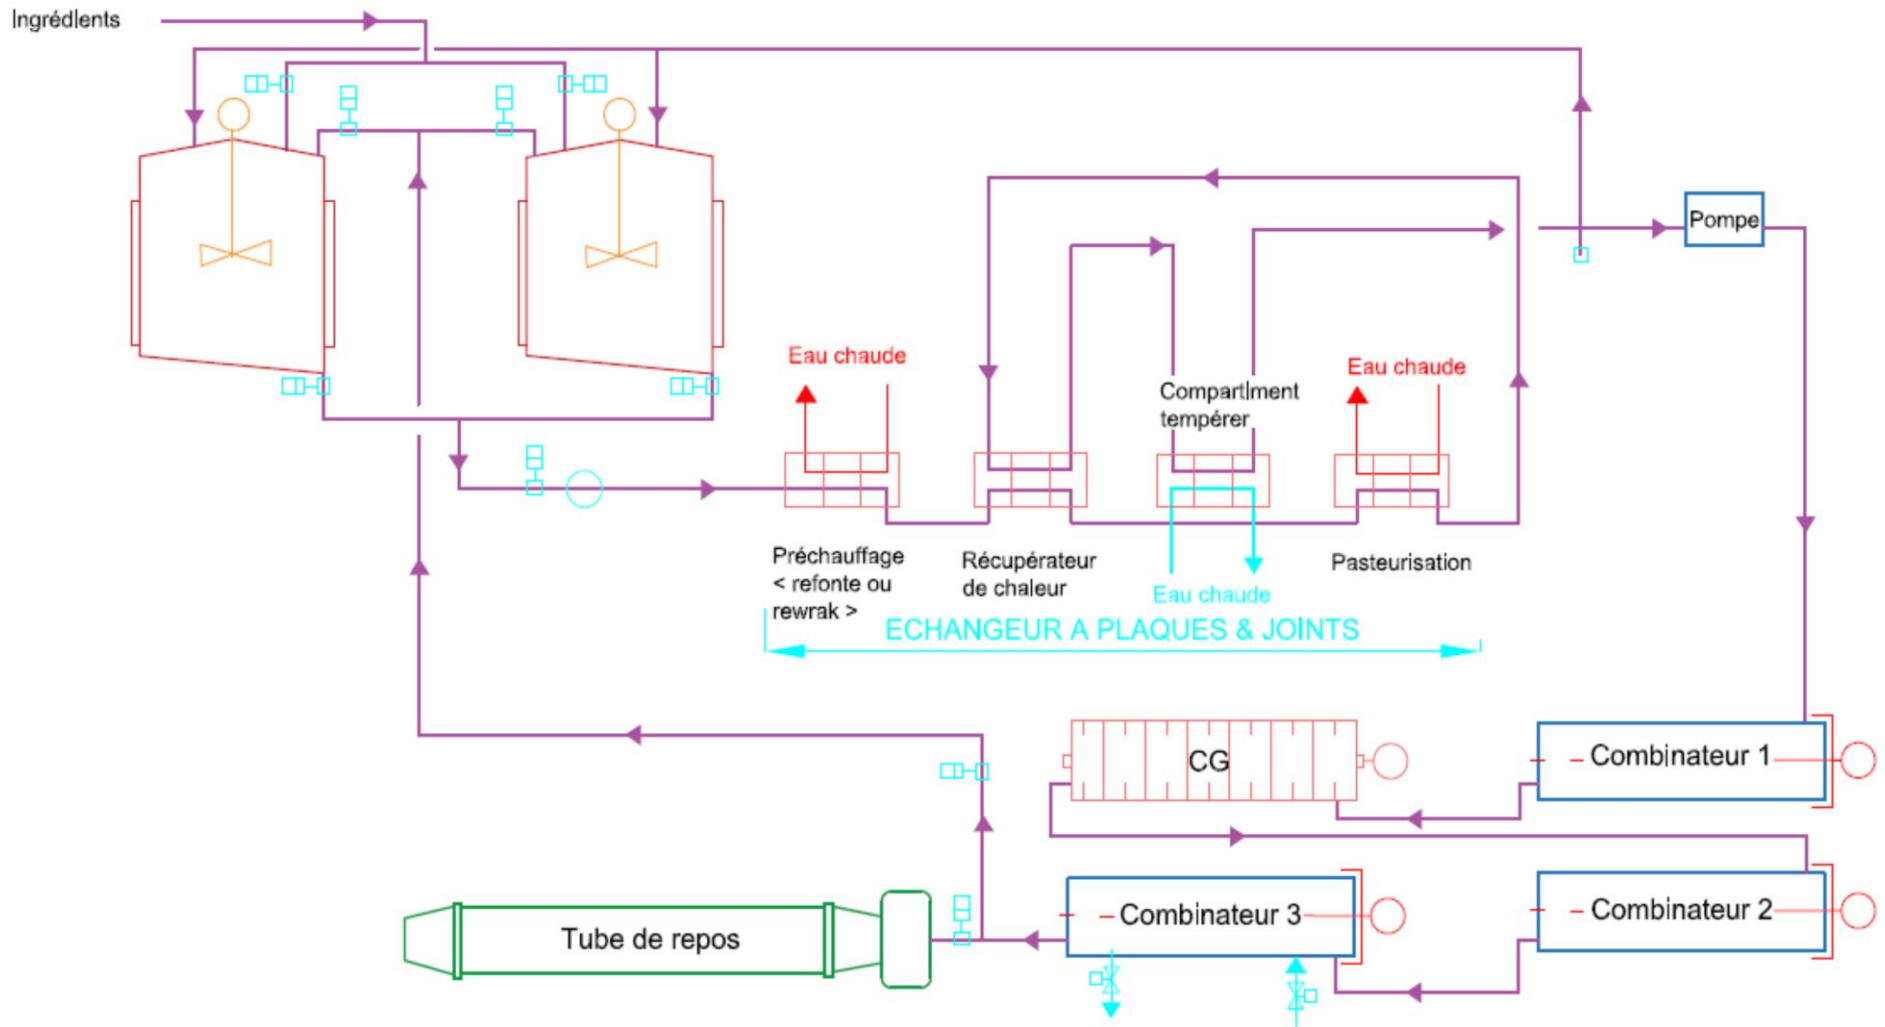 Ingrédients
Pompe
Eau chaude
Eau chaude
Compartiment
tempérer
Préchauffage
< refonte ou
rewrak >
Récupérateur
de chaleur
Eau chaude
Pasteurisation
ECHANGEUR A PLAQUES & JOINTS
CG
Combinateur 1
Tube de repos
Combinateur 3
Combinateur 2